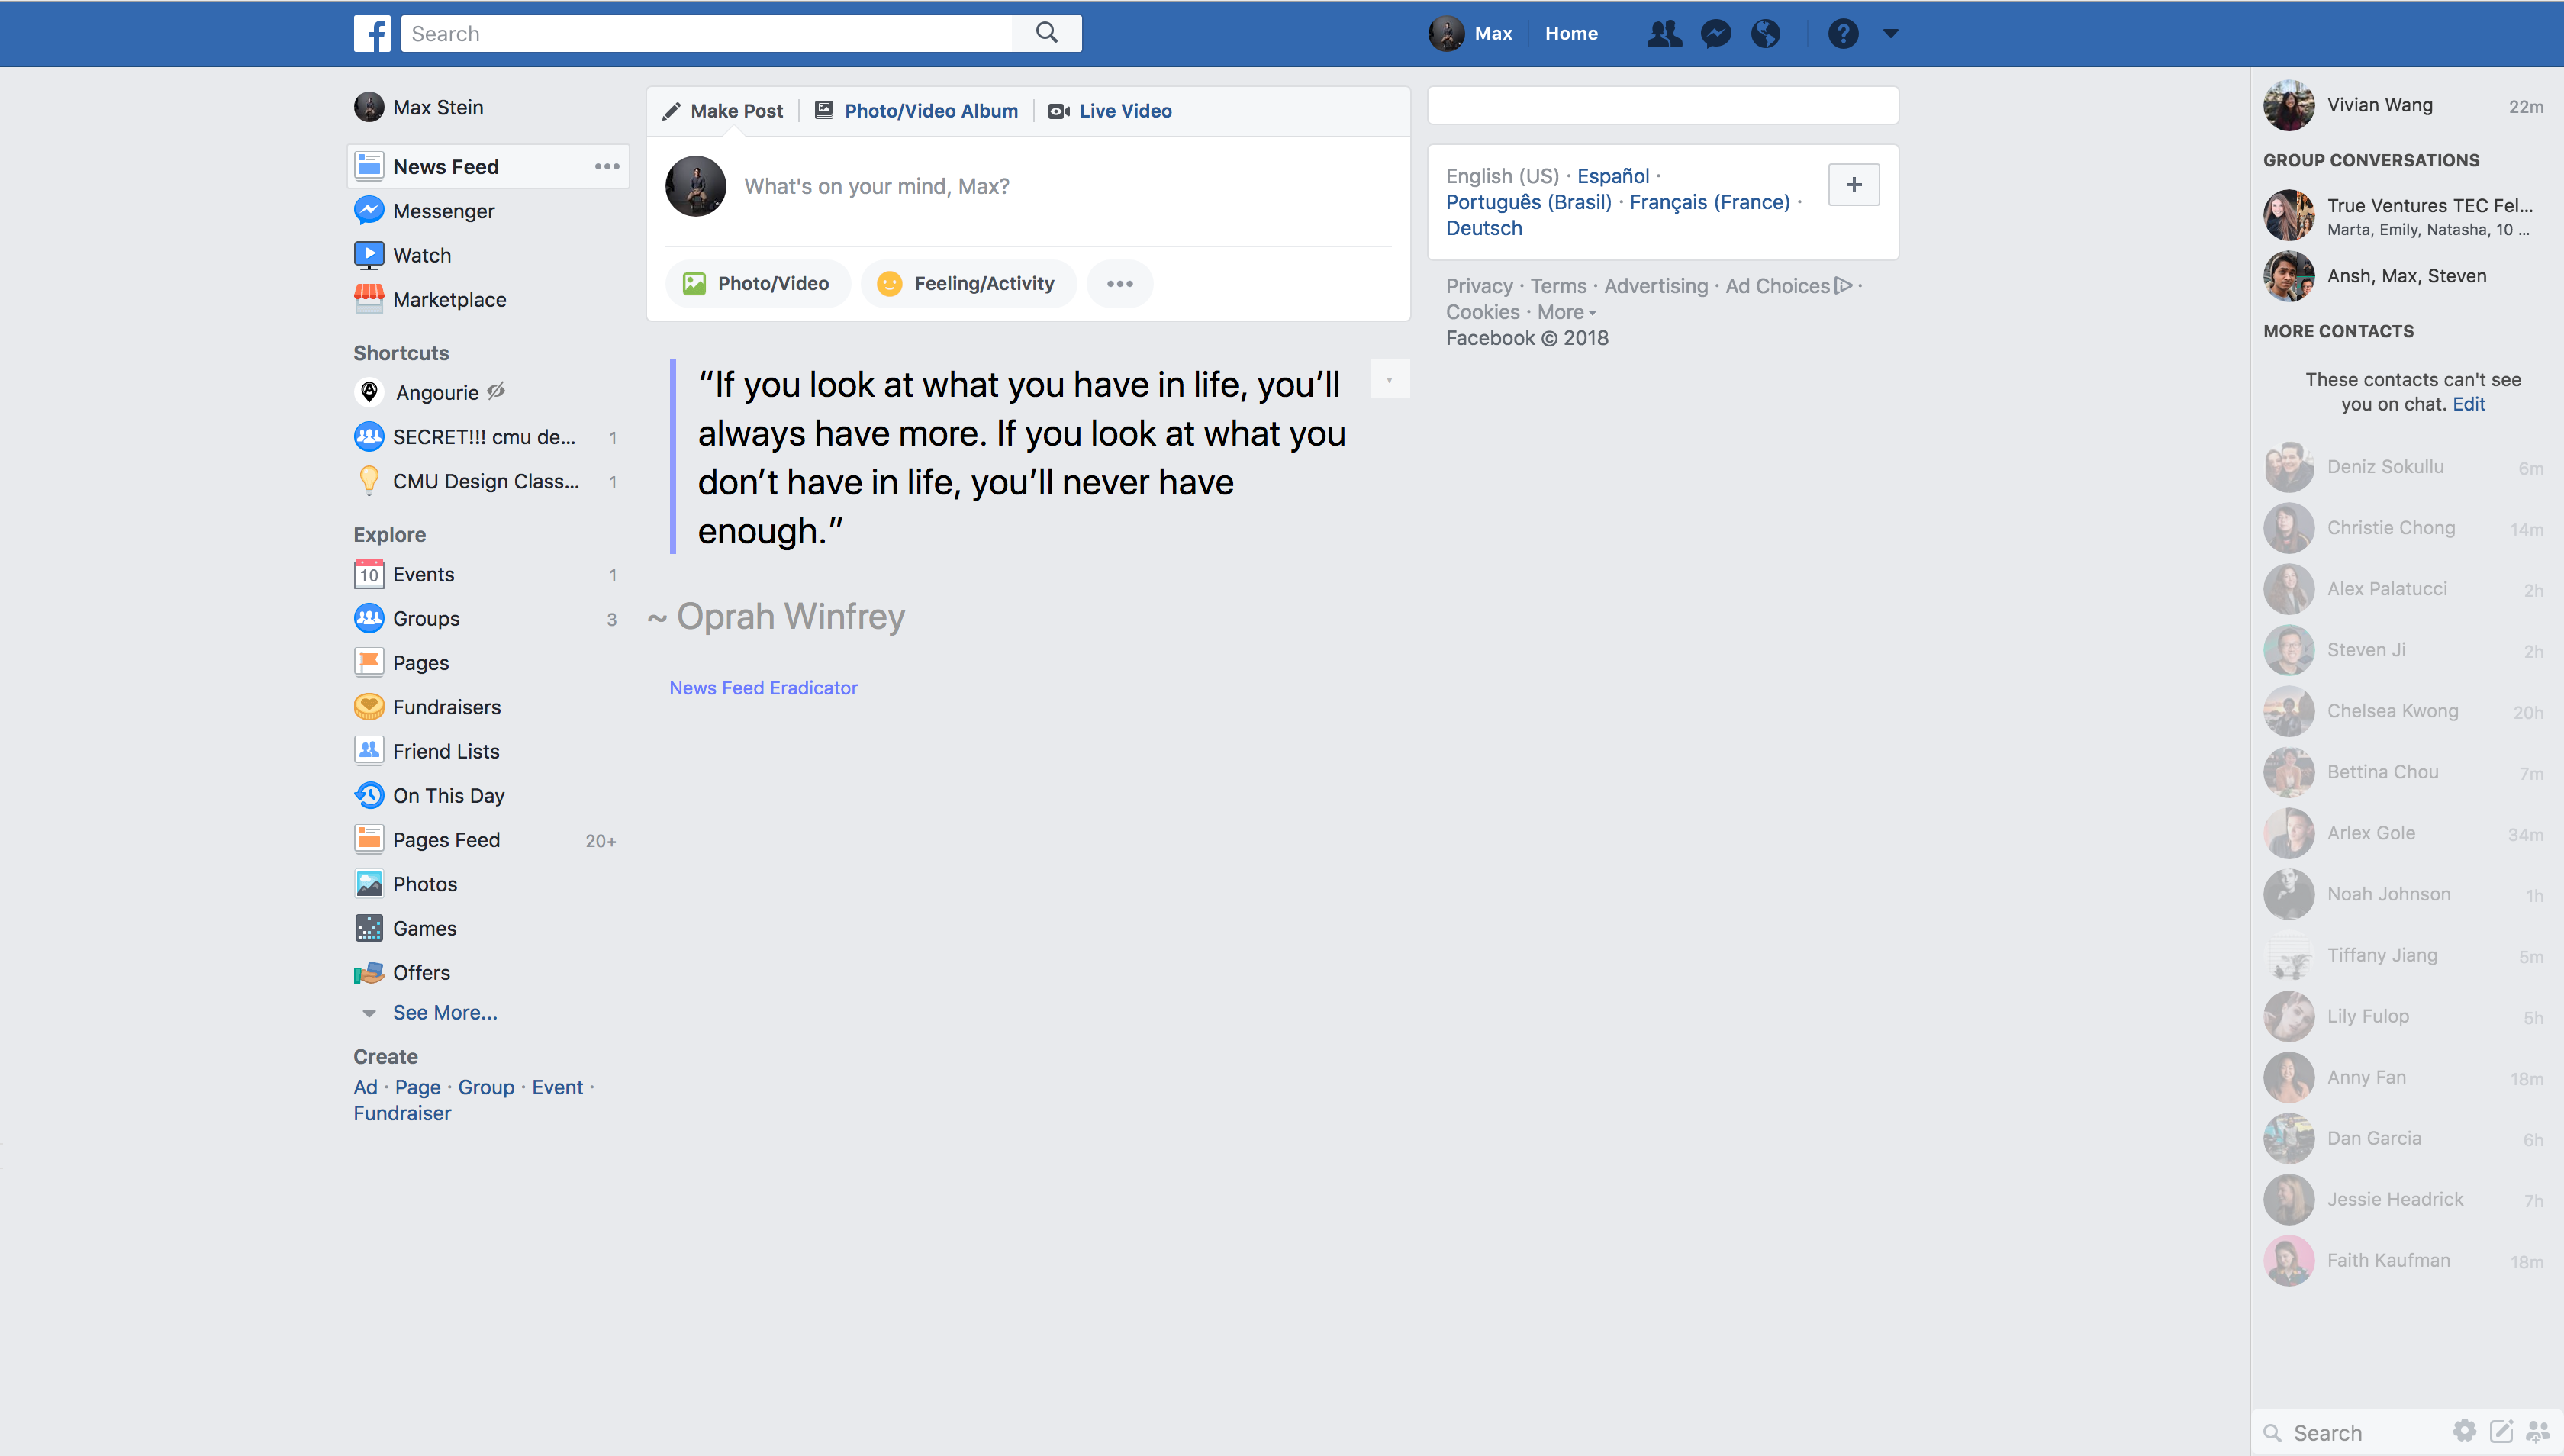 Search
Max
Home
Max Stein
News Feed
Messenger
Watch
Marketplace
Shortcuts
Angourie
SECRET!!! cmu de... 1
CMU Design Class... 1
Explore
10 Events 1
Groups 3
Pages
Fundraisers
Friend Lists
On This Day
Pages Feed 20+
Photos
Games
Offers
See More...
Create
Ad · Page · Group · Event ·
Fundraiser
Make Post
Photo/Video Album
Live Video
What's on your mind, Max?
Photo/Video
Feeling/Activity
“If you look at what you have in life, you’ll
always have more. If you look at what you
don’t have in life, you’ll never have
enough.”
~ Oprah Winfrey
News Feed Eradicator
English (US) · Español ·
Português (Brasil) · Français (France) ·
Deutsch
Privacy · Terms · Advertising · Ad Choices ·
Cookies · More
Facebook © 2018
Vivian Wang 22m
GROUP CONVERSATIONS
True Ventures TEC Fel...
Marta, Emily, Natasha, 10 ...
Ansh, Max, Steven
MORE CONTACTS
These contacts can't see
you on chat. Edit
Deniz Sokullu 6m
Christie Chong 14m
Alex Palatucci 2h
Steven Ji 2h
Chelsea Kwong 20h
Bettina Chou 7m
Arlex Gole 34m
Noah Johnson 1h
Tiffany Jiang 5m
Lily Fulop 5h
Anny Fan 18m
Dan Garcia 6h
Jessie Headrick 7h
Faith Kaufman 18m
Search